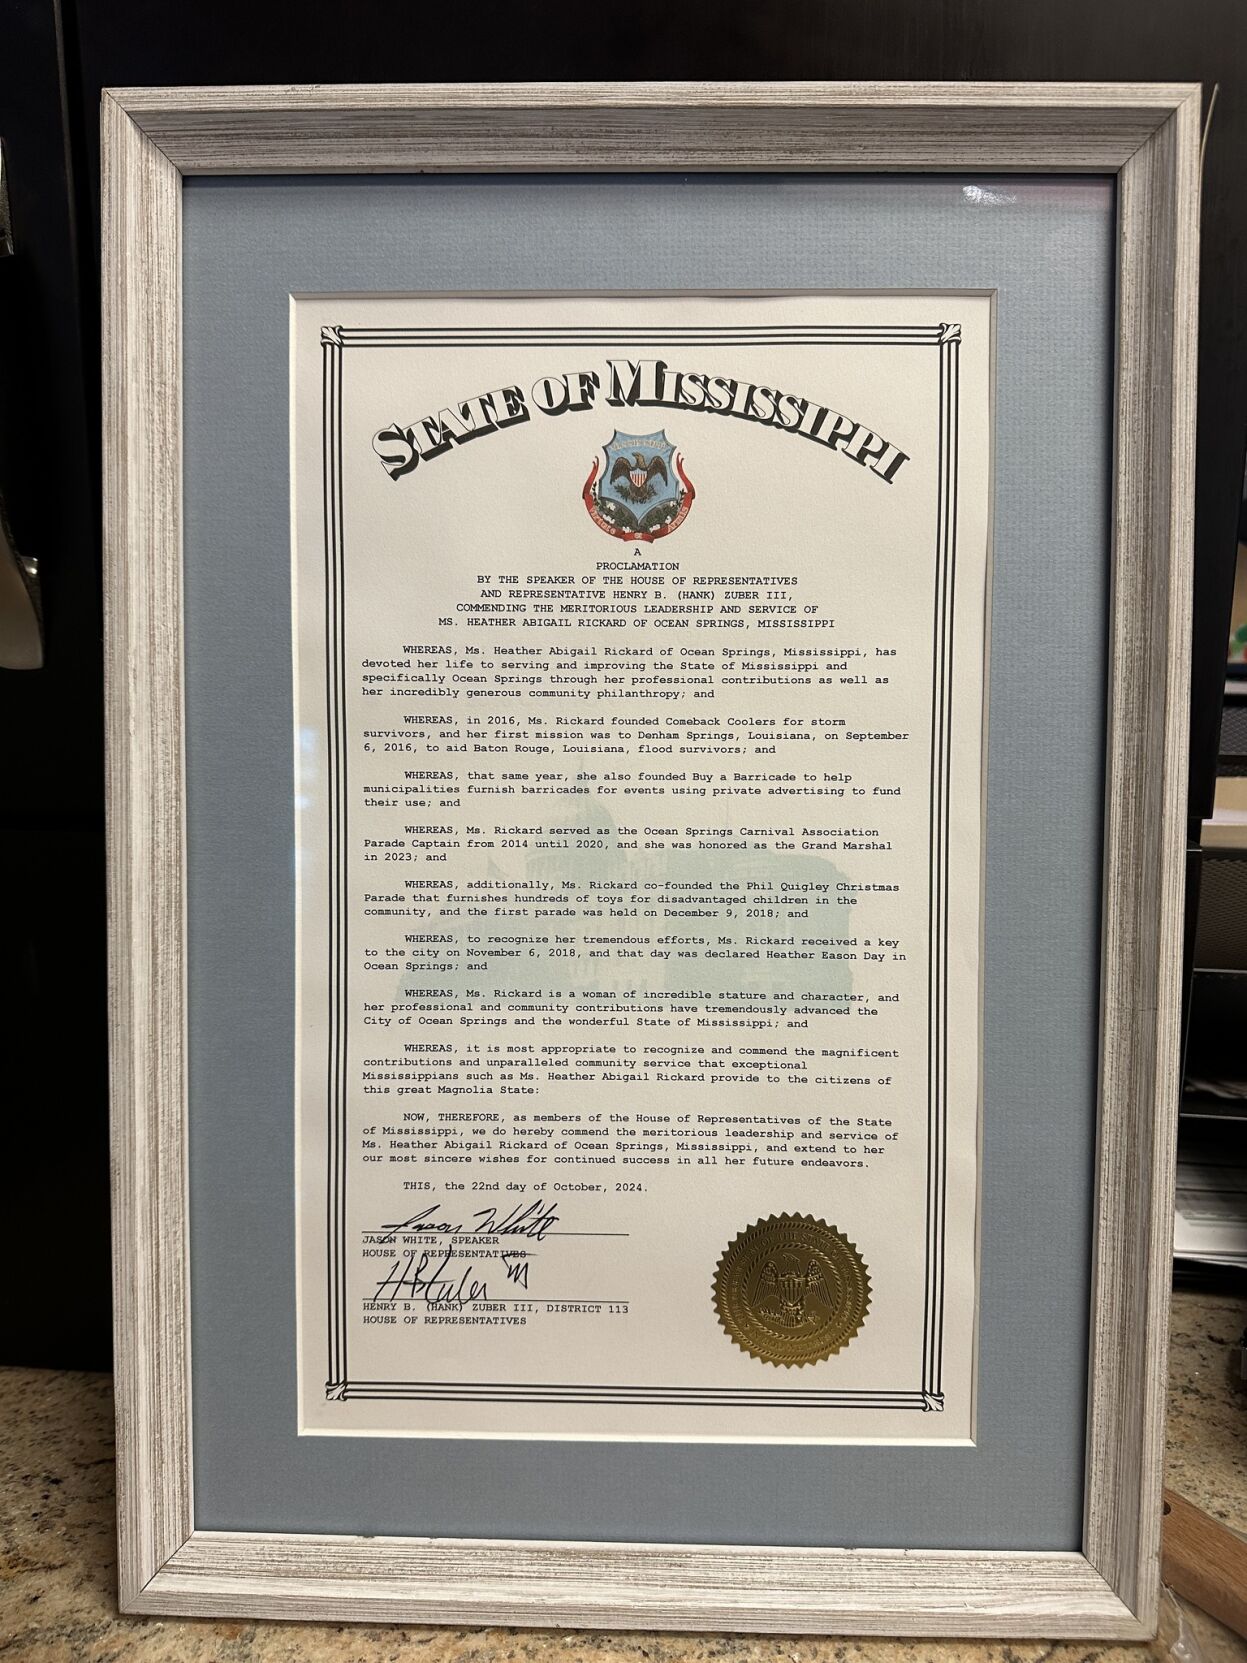 STATE OF MISSISSIPPI
Virtute et Armis
A
PROCLAMATION
BY THE SPEAKER OF THE HOUSE OF REPRESENTATIVES
AND REPRESENTATIVE HENRY B. (HANK) ZUBER III,
COMMENDING THE MERITORIOUS LEADERSHIP AND SERVICE OF
MS. HEATHER ABIGAIL RICKARD OF OCEAN SPRINGS, MISSISSIPPI
WHEREAS, Ms. Heather Abigail Rickard of Ocean Springs, Mississippi, has
devoted her life to serving and improving the State of Mississippi and
specifically Ocean Springs through her professional contributions as well as
her incredibly generous community philanthropy; and
WHEREAS, in 2016, Ms. Rickard founded Comeback Coolers for storm
survivors, and her first mission was to Denham Springs, Louisiana, on September
6, 2016, to aid Baton Rouge, Louisiana, flood survivors; and
WHEREAS, that same year, she also founded Buy a Barricade to help
municipalities furnish barricades for events using private advertising to fund
their use; and
WHEREAS, Ms. Rickard served as the Ocean Springs Carnival Association
Parade Captain from 2014 until 2020, and she was honored as the Grand Marshal
in 2023; and
WHEREAS, additionally, Ms. Rickard co-founded the Phil Quigley Christmas
Parade that furnishes hundreds of toys for disadvantaged children in the
community, and the first parade was held on December 9, 2018; and
WHEREAS, to recognize her tremendous efforts, Ms. Rickard received a key
to the city on November 6, 2018, and that day was declared Heather Eason Day in
Ocean Springs; and
WHEREAS, Ms. Rickard is a woman of incredible stature and character, and
her professional and community contributions have tremendously advanced the
City of Ocean Springs and the wonderful State of Mississippi; and
WHEREAS, it is most appropriate to recognize and commend the magnificent
contributions and unparalleled community service that exceptional
Mississippians such as Ms. Heather Abigail Rickard provide to the citizens of
this great Magnolia State:
NOW, THEREFORE, as members of the House of Representatives of the State
of Mississippi, we do hereby commend the meritorious leadership and service of
Ms. Heather Abigail Rickard of Ocean Springs, Mississippi, and extend to her
our most sincere wishes for continued success in all her future endeavors.
THIS, the 22nd day of October, 2024.
Jason White
JASON WHITE, SPEAKER
HOUSE OF REPRESENTATIVES
HB Zuber III
HENRY B. (HANK) ZUBER III, DISTRICT 113
HOUSE OF REPRESENTATIVES